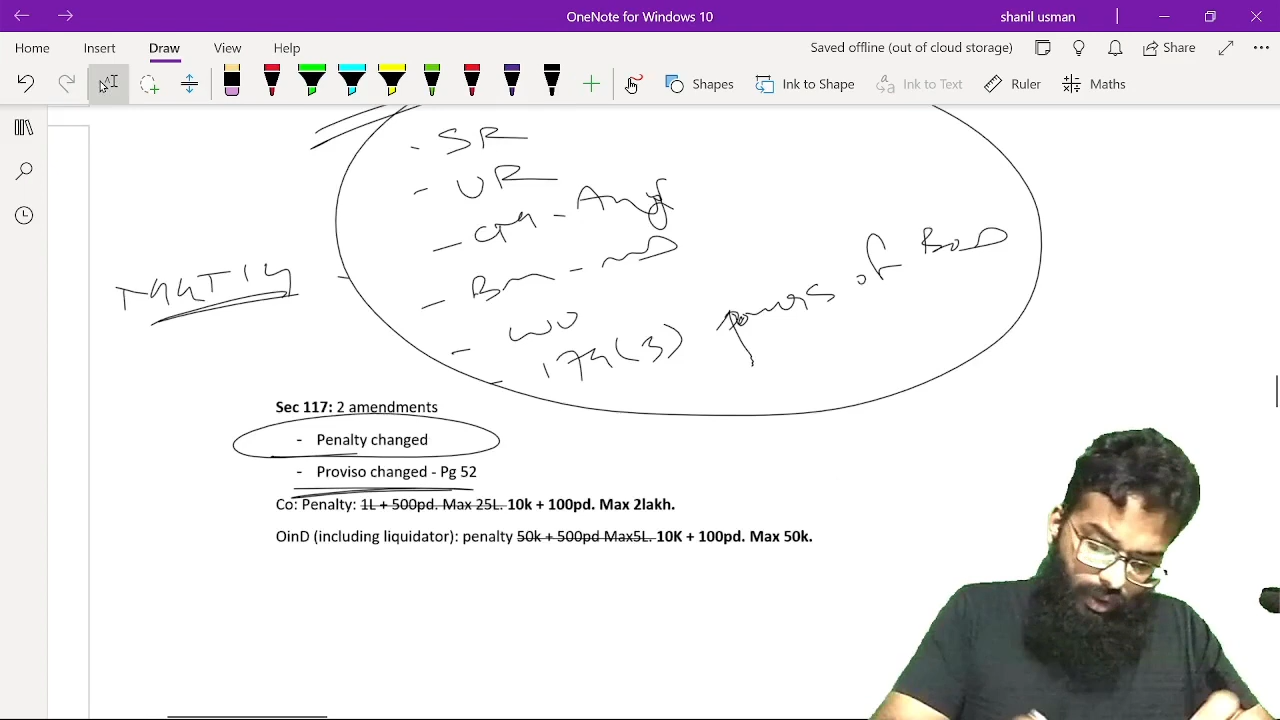 OneNote for Windows 10
shanil usman
Home Insert Draw View Help
Saved offline (out of cloud storage)
Share
Shapes
Ink to Shape
Ink to Text
Ruler
Maths
- SR
- UR
- Bm - MD
- WU
- 179(3) powers of BoD
Sec 117: 2 amendments
- Penalty changed
- Proviso changed - Pg 52
Co: Penalty: 1L + 500pd. Max 25L. 10k + 100pd. Max 2lakh.
OinD (including liquidator): penalty 50k + 500pd Max5L. 10K + 100pd. Max 50k.